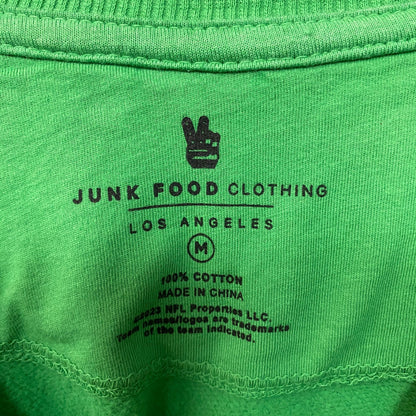 JUNK FOOD CLOTHING
LOS ANGELES
M
100% COTTON
MADE IN CHINA
©2023 NFL Properties LLC.
Team names/logos are trademarks
of the team indicated.